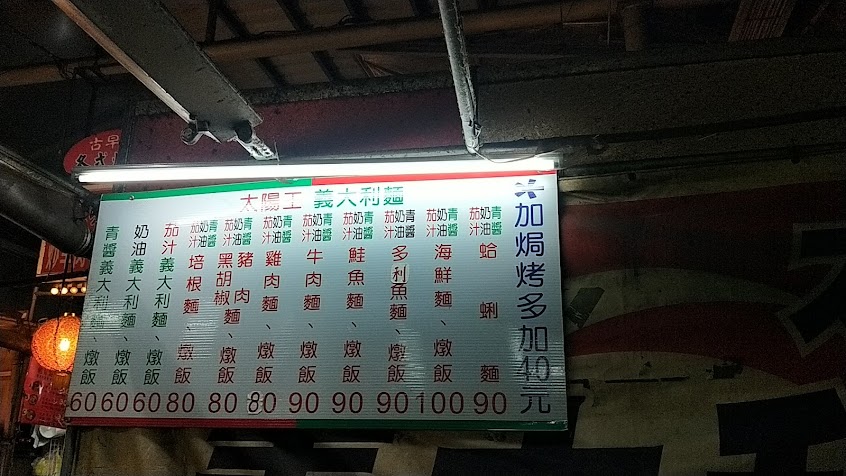 古早
太陽工 義大利麵
※加焗烤多加40元
蛤蜊麵 青醬 奶油 茄汁 90
海鮮麵、燉飯 青醬 奶油 茄汁 100
多利魚麵、燉飯 青醬 奶油 茄汁 90
鮭魚麵、燉飯 青醬 奶油 茄汁 90
牛肉麵、燉飯 青醬 奶油 茄汁 90
雞肉麵、燉飯 青醬 奶油 茄汁 80
黑胡椒豬肉麵、燉飯 青醬 奶油 茄汁 80
培根麵、燉飯 青醬 奶油 茄汁 80
茄汁義大利麵、燉飯 60
奶油義大利麵、燉飯 60
青醬義大利麵、燉飯 60